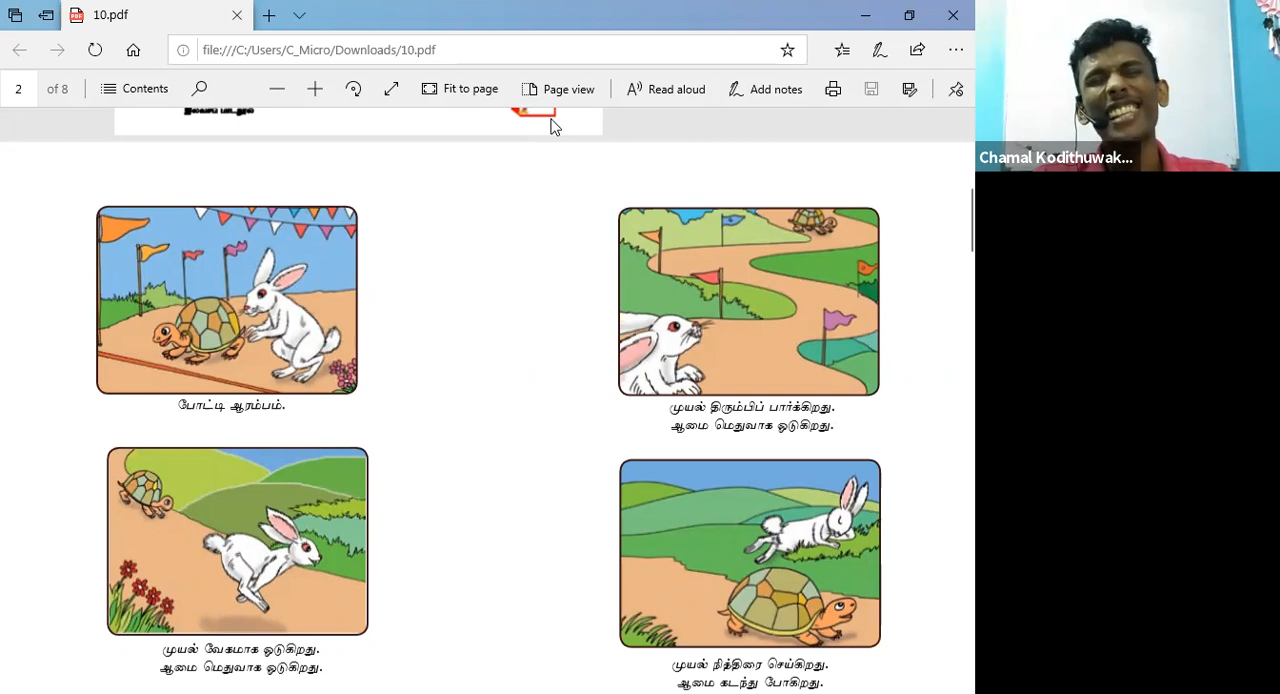 10.pdf
file:///C:/Users/C_Micro/Downloads/10.pdf
2 of 8 Contents Fit to page Page view Read aloud Add notes
Chamal Kodithuwak...
போட்டி ஆரம்பம்.
முயல் திரும்பிப் பார்க்கிறது.
ஆமை மெதுவாக ஓடுகிறது.
முயல் வேகமாக ஓடுகிறது.
ஆமை மெதுவாக ஓடுகிறது.
முயல் நித்திரை செய்கிறது.
ஆமை கடந்து போகிறது.